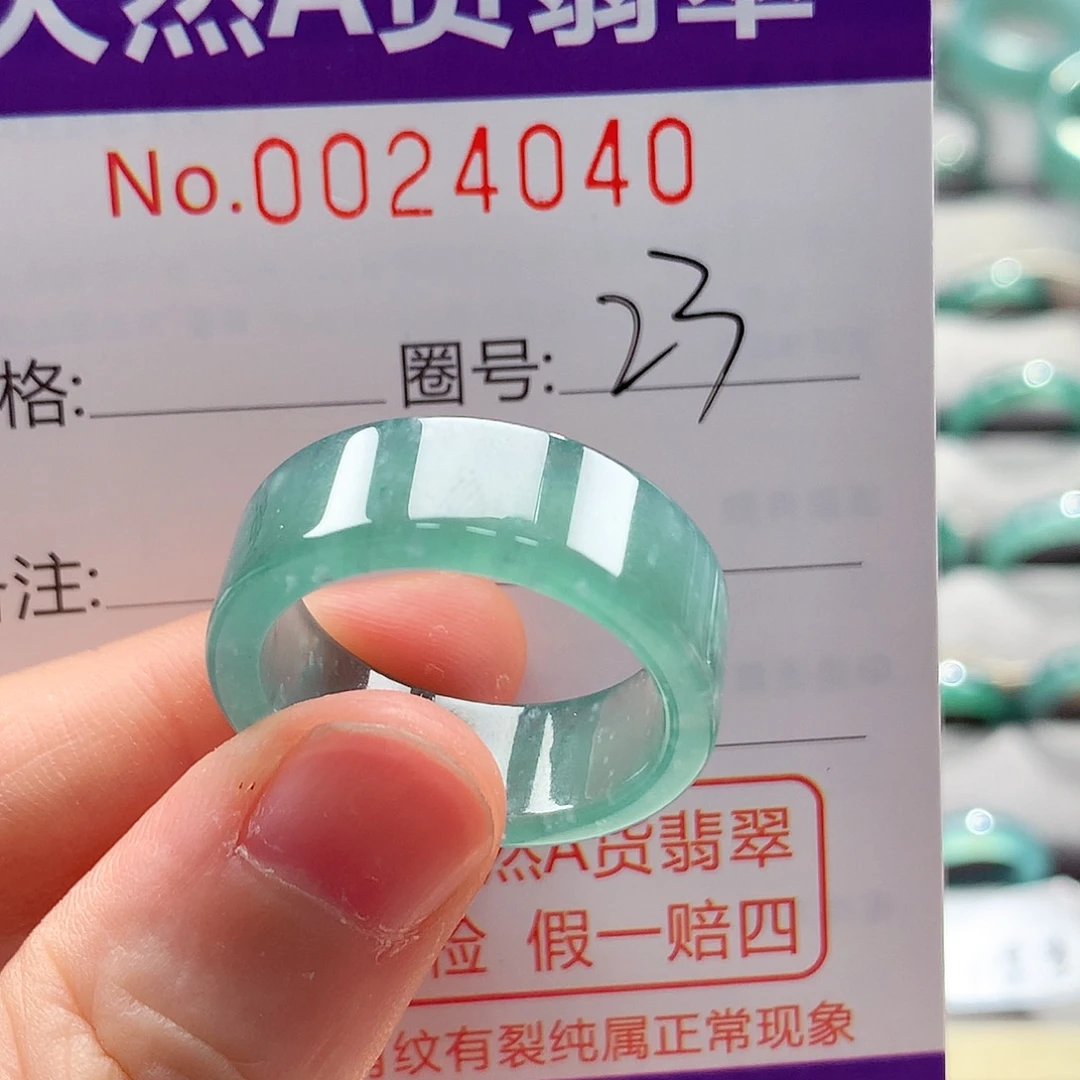 天然A货翡翠
No.0024040
格: 圈号: 23
注:
然A货翡翠
检 假一赔四
纹有裂纯属正常现象